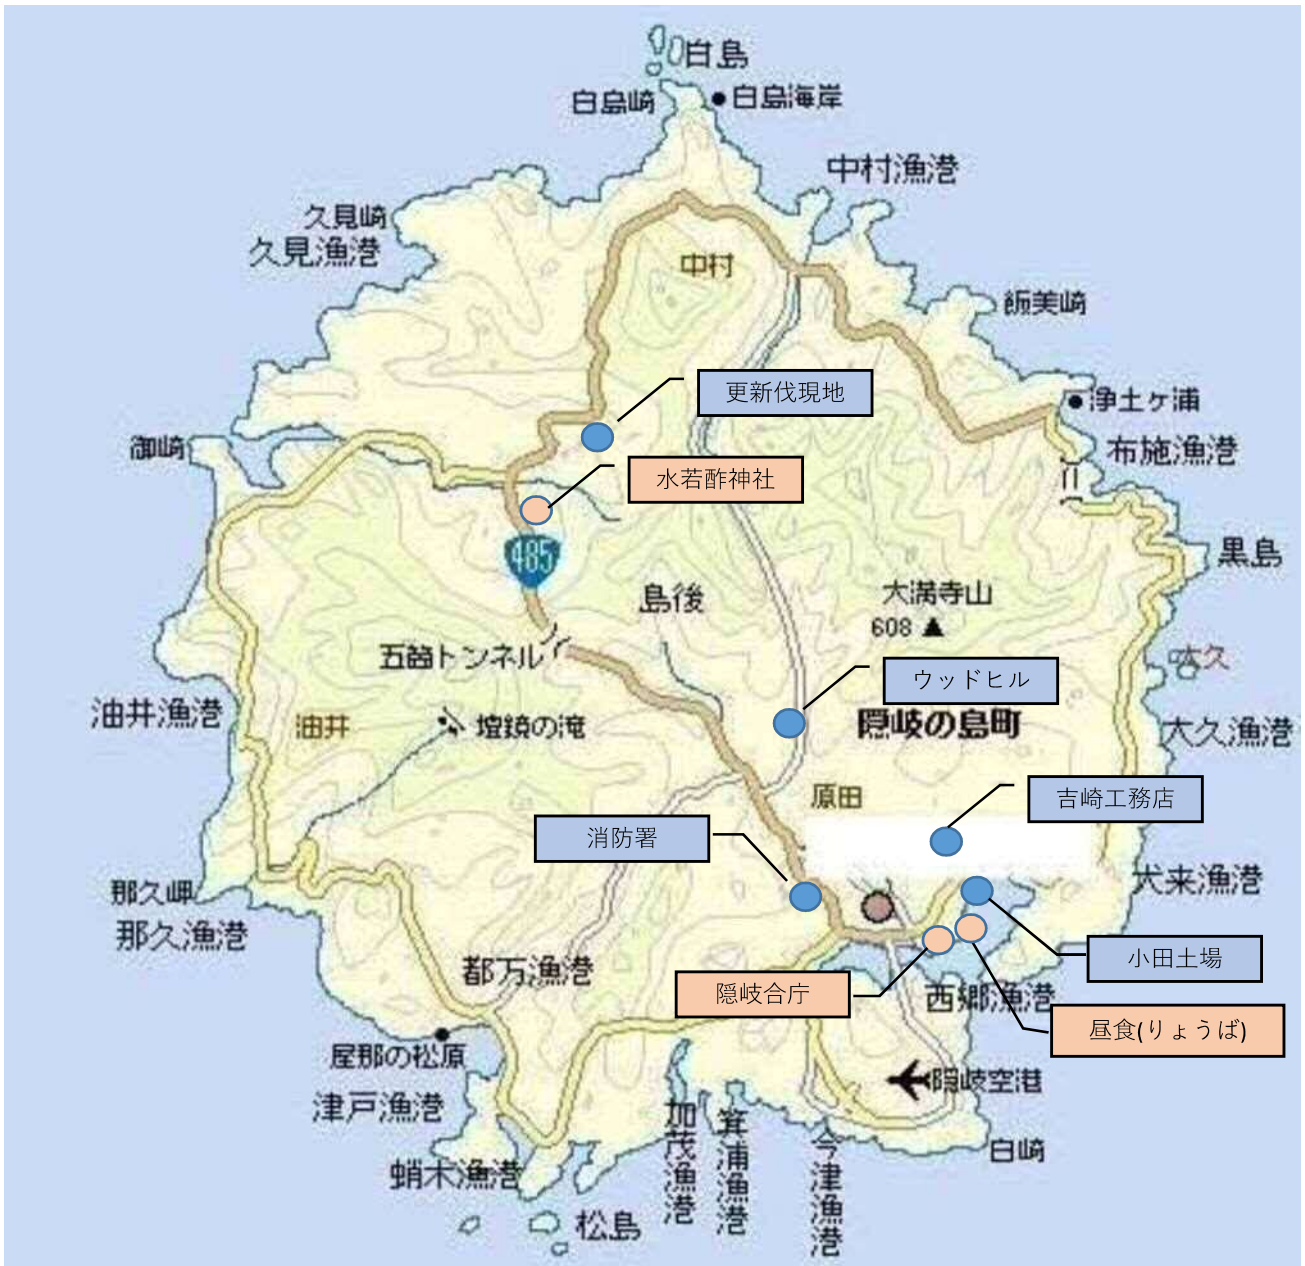 白島
白島崎
白島海岸
中村漁港
久見崎
久見漁港
中村
飯美崎
更新伐現地
浄土ヶ浦
御崎
布施漁港
水若酢神社
485
黒島
島後
大満寺山
608
五箇トンネル
大久
ウッドヒル
油井漁港
油井
壇鏡の滝
隠岐の島町
大久漁港
原田
吉崎工務店
消防署
那久岬
犬来漁港
那久漁港
小田土場
都万漁港
隠岐合庁
西郷漁港
昼食(りょうば)
屋那の松原
隠岐空港
津戸漁港
加茂漁港
箕浦漁港
今津漁港
白崎
蛸木漁港
松島